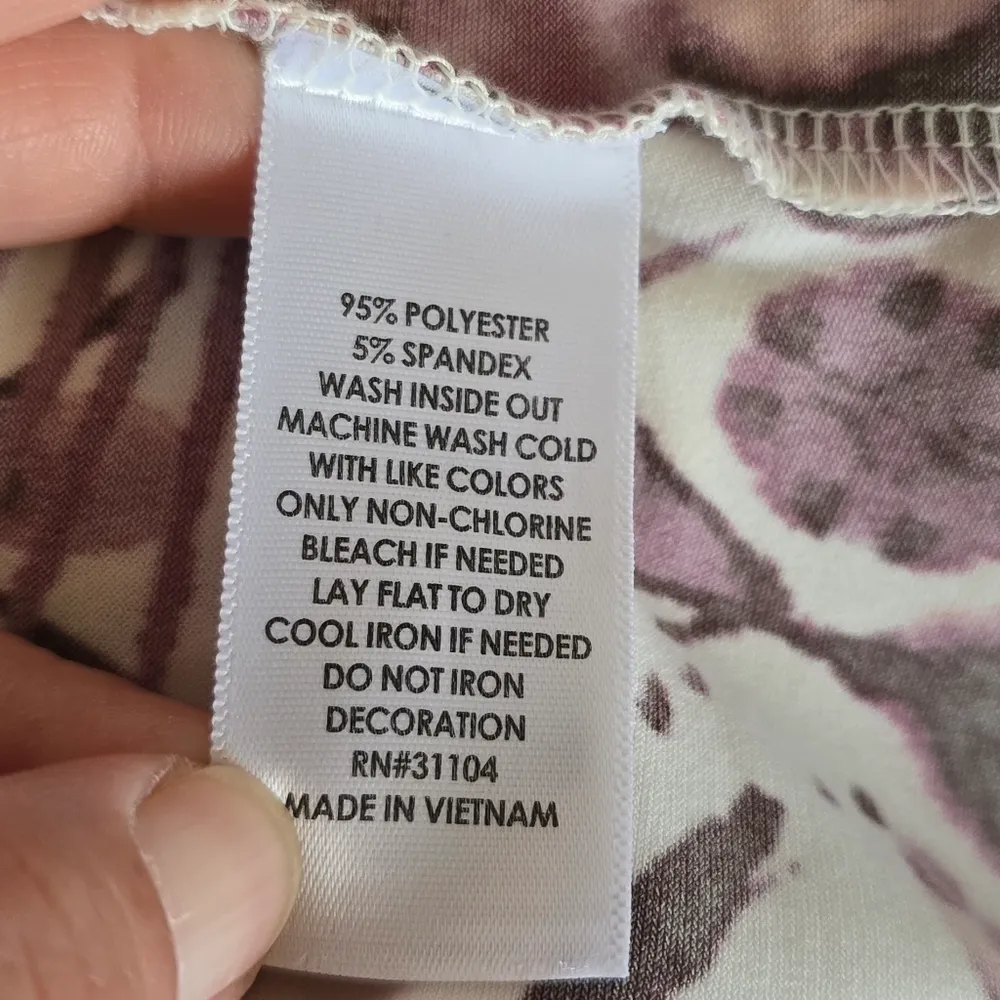 95% POLYESTER
5% SPANDEX
WASH INSIDE OUT
MACHINE WASH COLD
WITH LIKE COLORS
ONLY NON-CHLORINE
BLEACH IF NEEDED
LAY FLAT TO DRY
COOL IRON IF NEEDED
DO NOT IRON
DECORATION
RN#31104
MADE IN VIETNAM